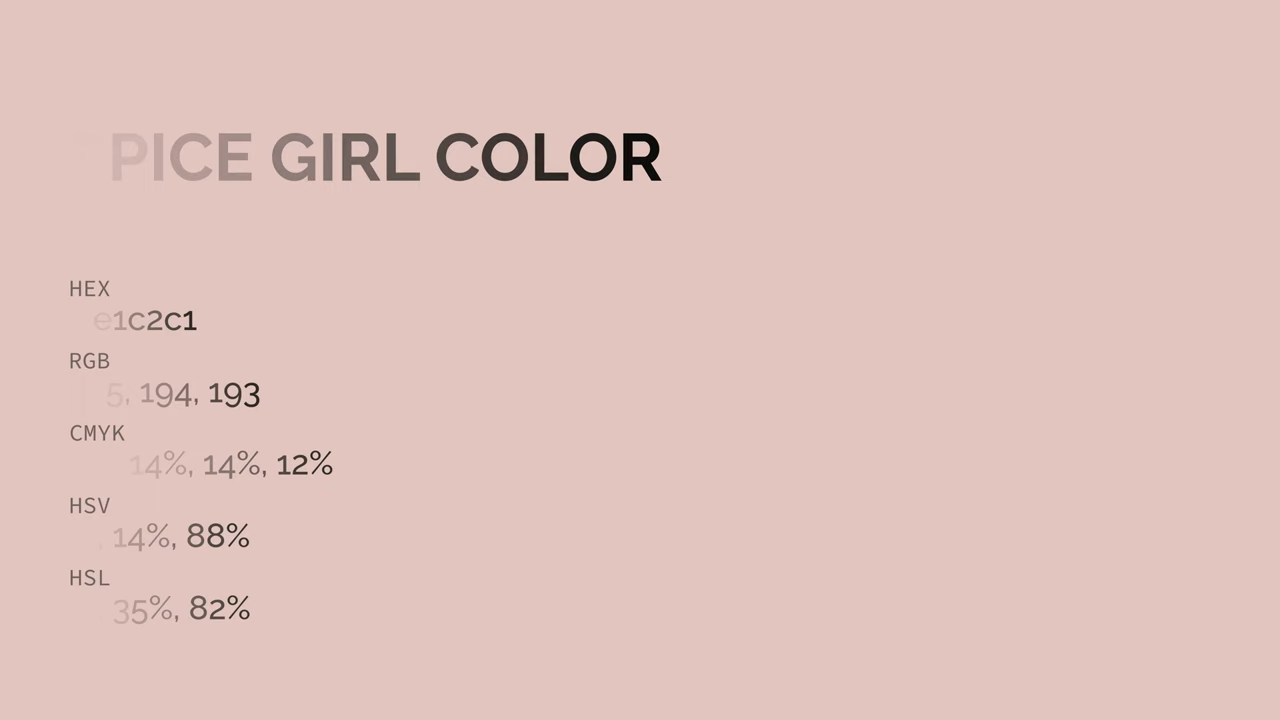 PICE GIRL COLOR
HEX
e1c2c1
RGB
5, 194, 193
CMYK
14%, 14%, 12%
HSV
, 14%, 88%
HSL
35%, 82%